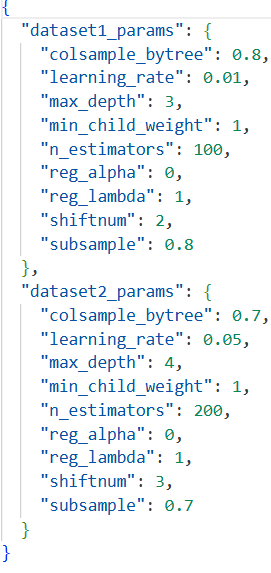 {
"dataset1_params": {
"colsample_bytree": 0.8,
"learning_rate": 0.01,
"max_depth": 3,
"min_child_weight": 1,
"n_estimators": 100,
"reg_alpha": 0,
"reg_lambda": 1,
"shiftnum": 2,
"subsample": 0.8
},
"dataset2_params": {
"colsample_bytree": 0.7,
"learning_rate": 0.05,
"max_depth": 4,
"min_child_weight": 1,
"n_estimators": 200,
"reg_alpha": 0,
"reg_lambda": 1,
"shiftnum": 3,
"subsample": 0.7
}
}